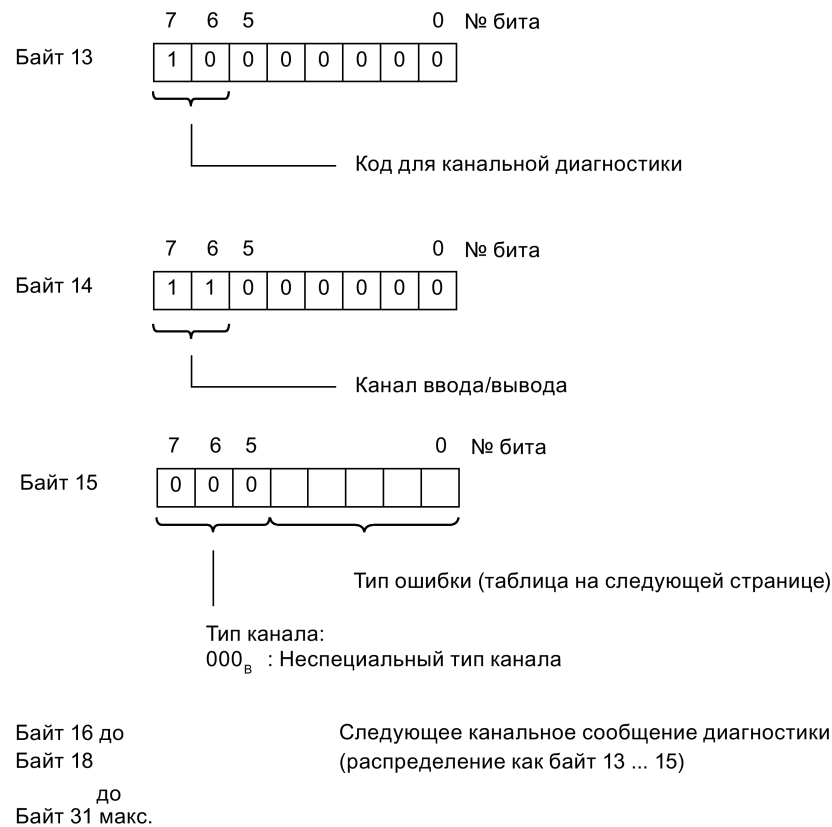 7 6 5 0 № бита
Байт 13 1 0 0 0 0 0 0 0
Код для канальной диагностики
7 6 5 0 № бита
Байт 14 1 1 0 0 0 0 0 0
Канал ввода/вывода
7 6 5 0 № бита
Байт 15 0 0 0
Тип ошибки (таблица на следующей странице)
Тип канала:
000B : Неспециальный тип канала
Байт 16 до Следующее канальное сообщение диагностики
Байт 18 (распределение как байт 13 ... 15)
до
Байт 31 макс.